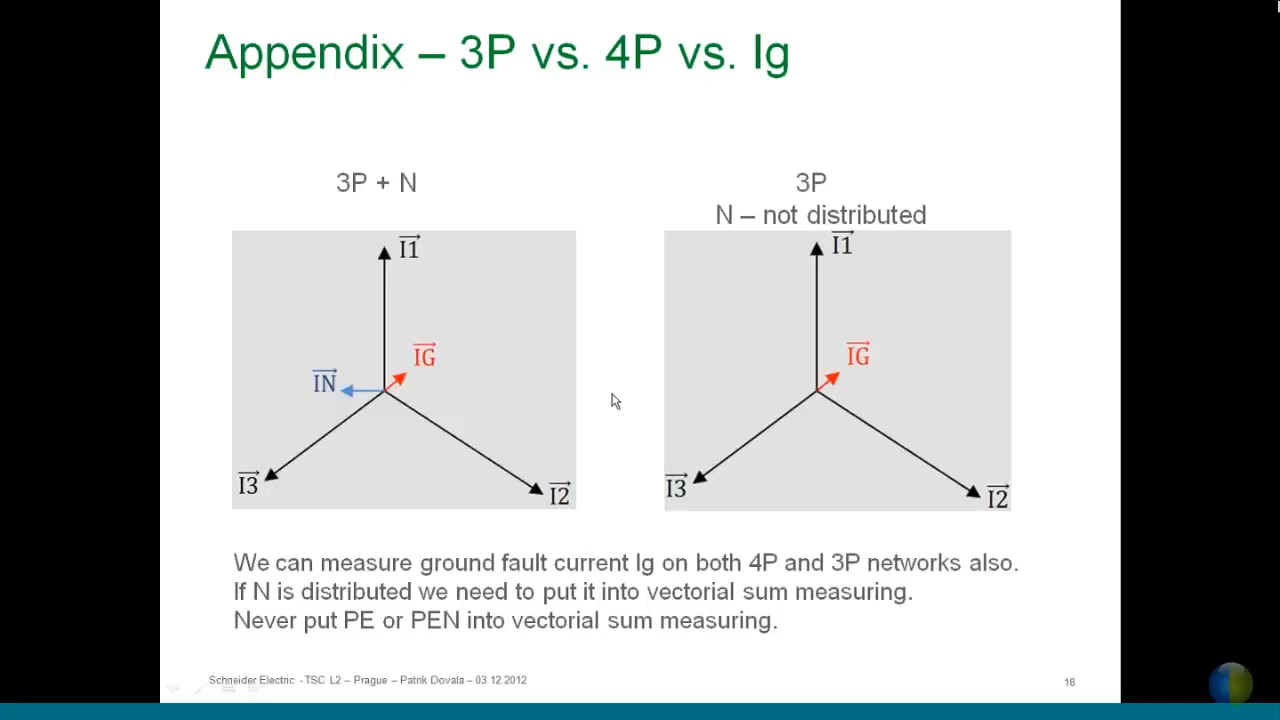 Appendix – 3P vs. 4P vs. Ig
3P + N
3P
N – not distributed
I1
IG
IN
I3
I2
I1
IG
I3
I2
We can measure ground fault current Ig on both 4P and 3P networks also.
If N is distributed we need to put it into vectorial sum measuring.
Never put PE or PEN into vectorial sum measuring.
Schneider Electric - TSC L2 – Prague – Patrik Dovala – 03.12.2012
18